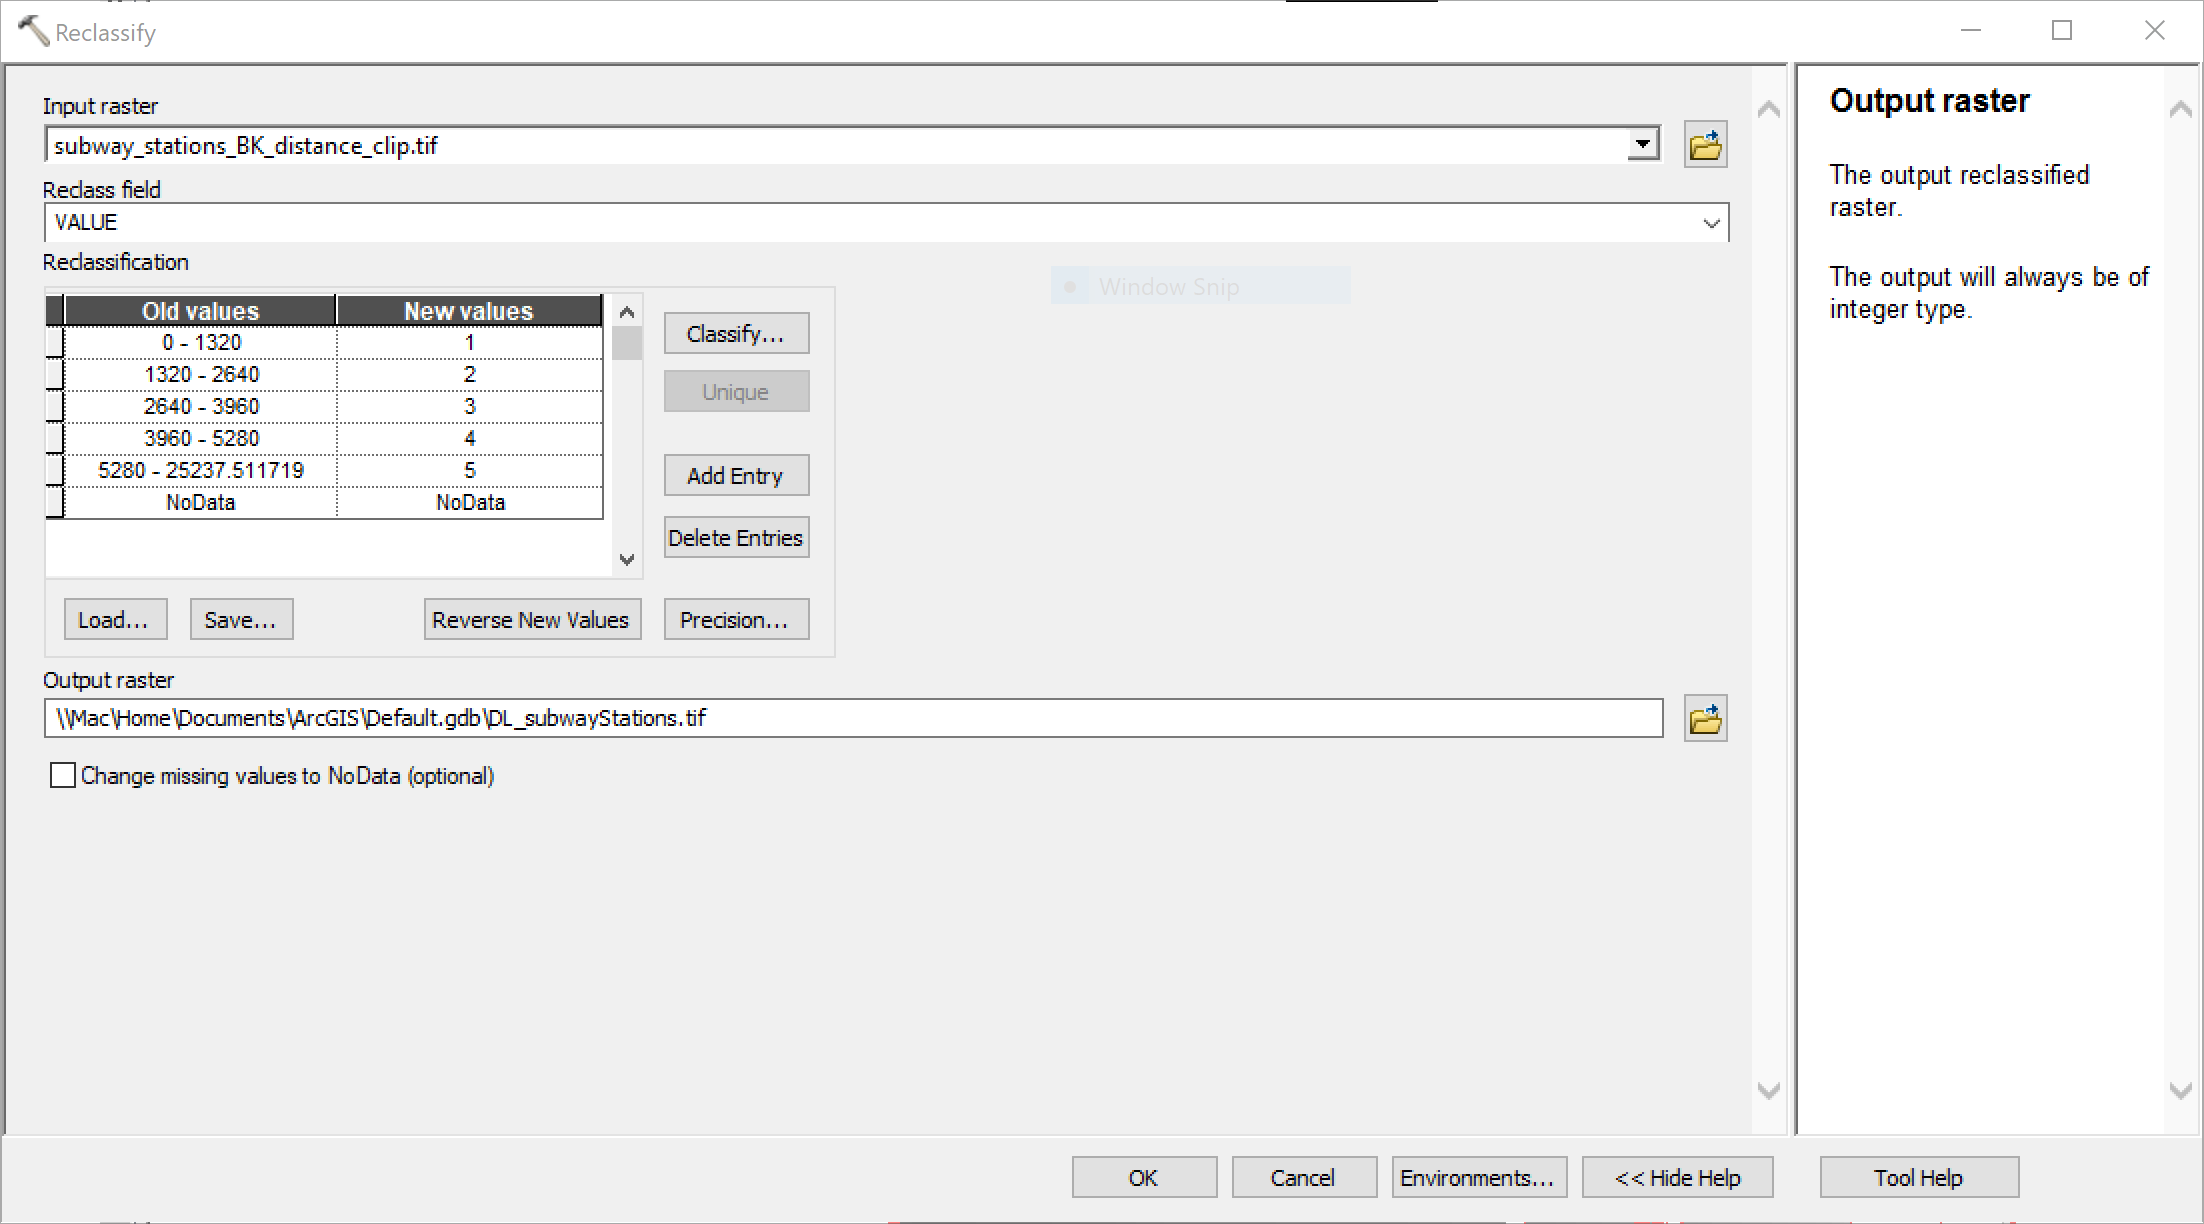 Reclassify
Input raster
subway_stations_BK_distance_clip.tif
Reclass field
VALUE
Reclassification
Old values New values
0 - 1320 1
1320 - 2640 2
2640 - 3960 3
3960 - 5280 4
5280 - 25237.511719 5
NoData NoData
Classify...
Unique
Add Entry
Delete Entries
Load... Save... Reverse New Values Precision...
Window Snip
Output raster
\\Mac\Home\Documents\ArcGIS\Default.gdb\DL_subwayStations.tif
Change missing values to NoData (optional)
Output raster
The output reclassified
raster.
The output will always be of
integer type.
OK Cancel Environments... << Hide Help Tool Help